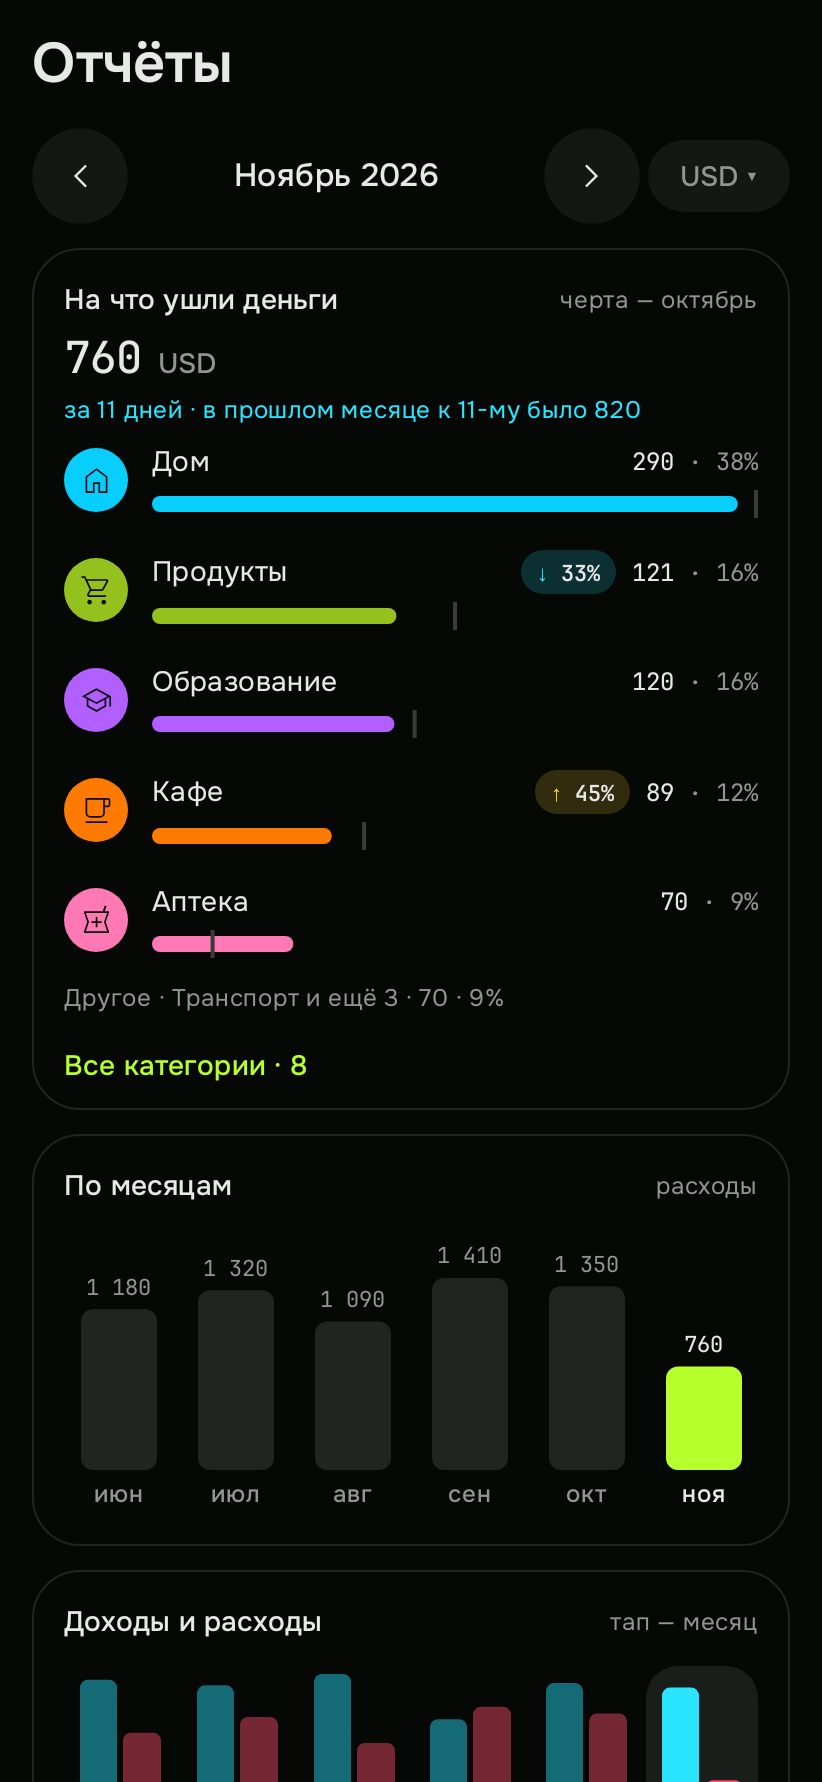 Отчёты
Ноябрь 2026
USD ▾
На что ушли деньги
черта — октябрь
760 USD
за 11 дней · в прошлом месяце к 11-му было 820
Дом 290 · 38%
Продукты ↓ 33% 121 · 16%
Образование 120 · 16%
Кафе ↑ 45% 89 · 12%
Аптека 70 · 9%
Другое · Транспорт и ещё 3 · 70 · 9%
Все категории · 8
По месяцам
расходы
1 180 1 320 1 090 1 410 1 350 760
июн июл авг сен окт ноя
Доходы и расходы
тап — месяц